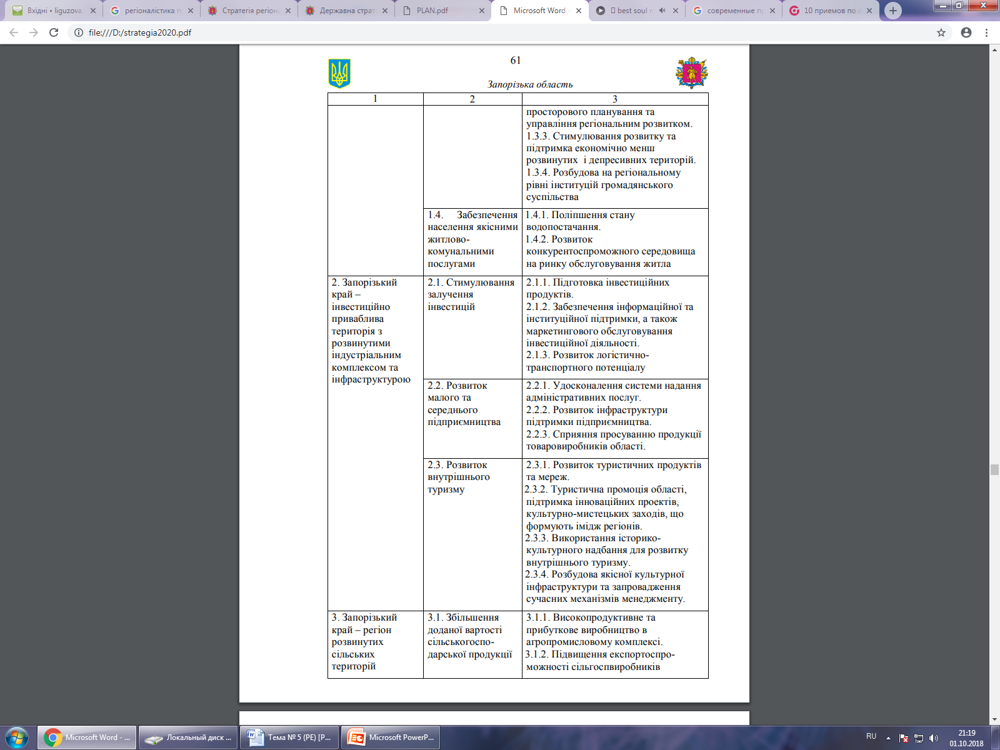 Вхідні • liguzova
регіоналістика п
Стратегія регіон
Державна страт
PLAN.pdf
Microsoft Word -
best soul m
современные пр
10 приемов по с
file:///D:/strategia2020.pdf
61
Запорізька область
1
2
3
просторового планування та
управління регіональним розвитком.
1.3.3. Стимулювання розвитку та
підтримка економічно менш
розвинутих і депресивних територій.
1.3.4. Розбудова на регіональному
рівні інституцій громадянського
суспільства
1.4. Забезпечення
населення якісними
житлово-
комунальними
послугами
1.4.1. Поліпшення стану
водопостачання.
1.4.2. Розвиток
конкурентоспроможного середовища
на ринку обслуговування житла
2. Запорізький
край –
інвестиційно
приваблива
територія з
розвинутими
індустріальним
комплексом та
інфраструктурою
2.1. Стимулювання
залучення
інвестицій
2.1.1. Підготовка інвестиційних
продуктів.
2.1.2. Забезпечення інформаційної та
інституційної підтримки, а також
маркетингового обслуговування
інвестиційної діяльності.
2.1.3. Розвиток логістично-
транспортного потенціалу
2.2. Розвиток
малого та
середнього
підприємництва
2.2.1. Удосконалення системи надання
адміністративних послуг.
2.2.2. Розвиток інфраструктури
підтримки підприємництва.
2.2.3. Сприяння просуванню продукції
товаровиробників області.
2.3. Розвиток
внутрішнього
туризму
2.3.1. Розвиток туристичних продуктів
та мереж.
2.3.2. Туристична промоція області,
підтримка інноваційних проектів,
культурно-мистецьких заходів, що
формують імідж регіонів.
2.3.3. Використання історико-
культурного надбання для розвитку
внутрішнього туризму.
2.3.4. Розбудова якісної культурної
інфраструктури та запровадження
сучасних механізмів менеджменту.
3. Запорізький
край – регіон
розвинутих
сільських
територій
3.1. Збільшення
доданої вартості
сільськогоспо-
дарської продукції
3.1.1. Високопродуктивне та
прибуткове виробництво в
агропромисловому комплексі.
3.1.2. Підвищення експортоспро-
можності сільгоспвиробників
Microsoft Word - ...
Локальный диск ...
Тема № 5 (РЕ) [Р...
Microsoft PowerP...
RU
21:19
01.10.2018